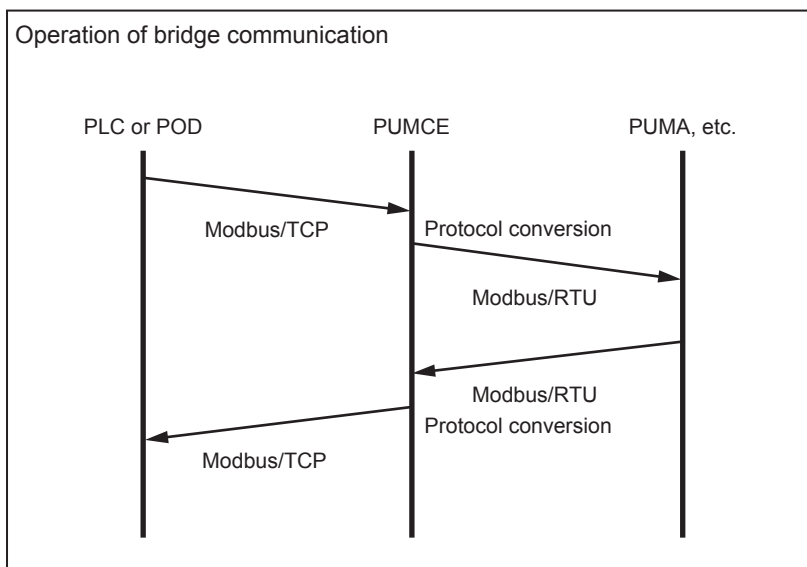 Operation of bridge communication
PLC or POD
PUMCE
PUMA, etc.
Modbus/TCP
Protocol conversion
Modbus/RTU
Modbus/RTU
Protocol conversion
Modbus/TCP